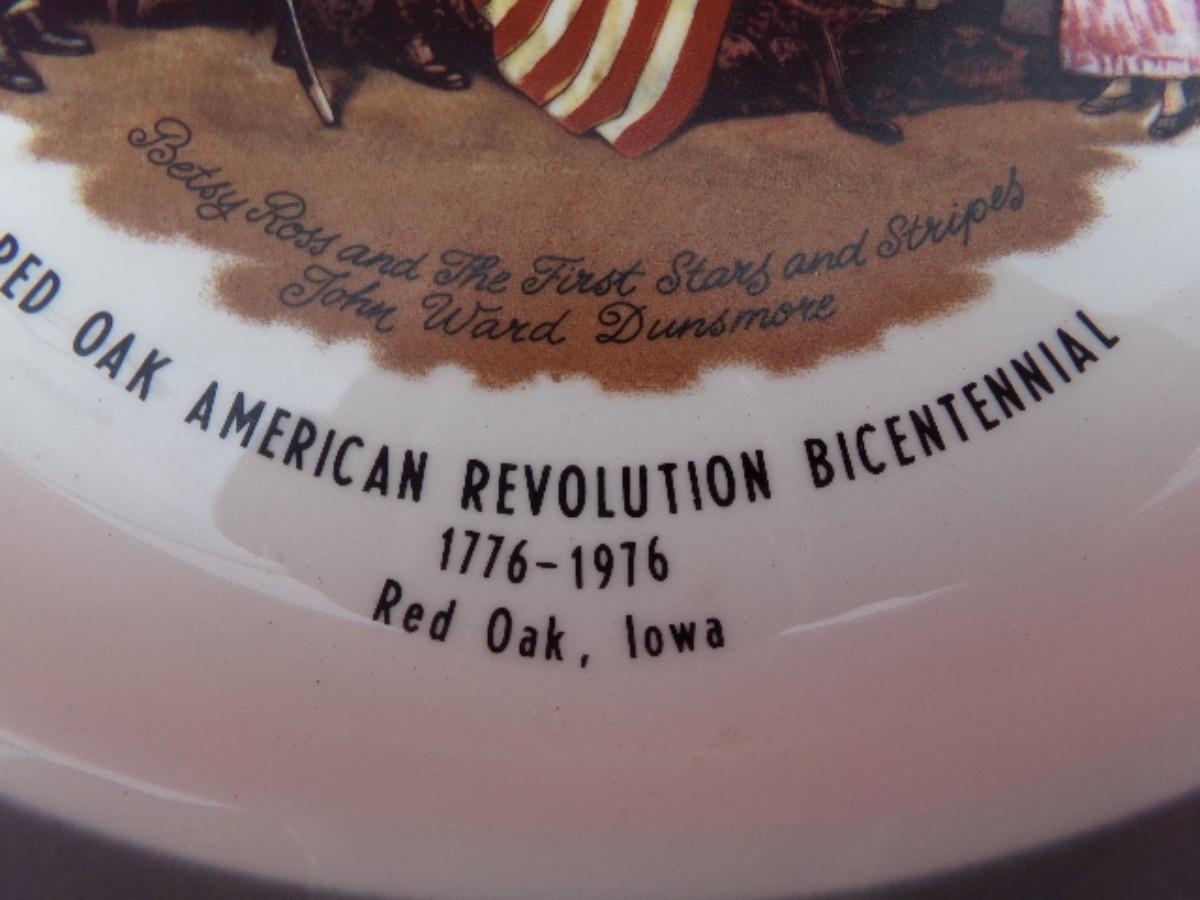 Betsy Ross and The First Stars and Stripes
John Ward Dunsmore
RED OAK AMERICAN REVOLUTION BICENTENNIAL
1776-1976
Red Oak, Iowa